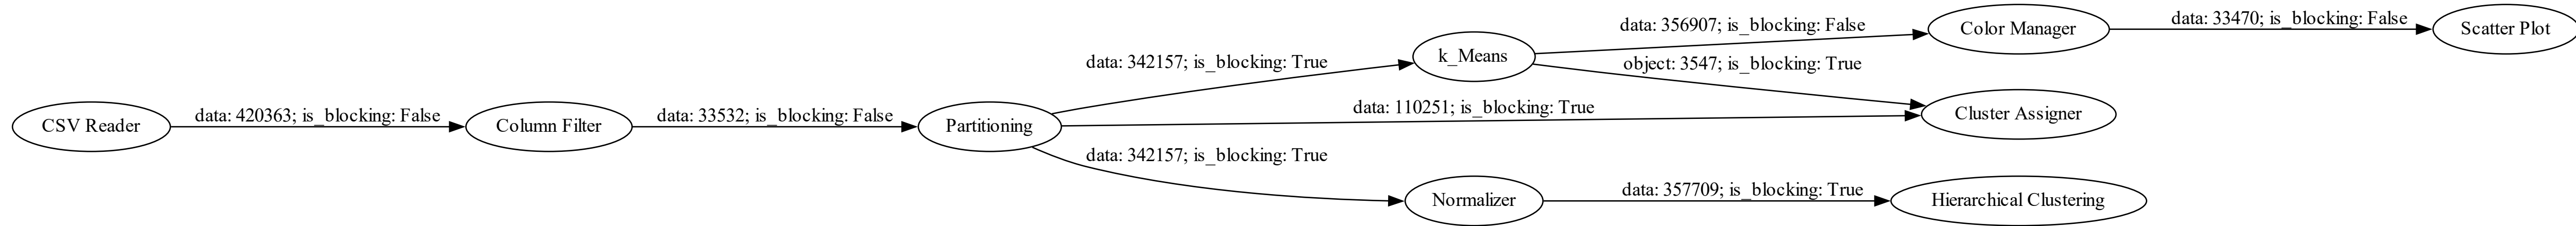 CSV Reader
data: 420363; is_blocking: False
Column Filter
data: 33532; is_blocking: False
Partitioning
data: 342157; is_blocking: True
k_Means
data: 356907; is_blocking: False
Color Manager
data: 33470; is_blocking: False
Scatter Plot
object: 3547; is_blocking: True
data: 110251; is_blocking: True
Cluster Assigner
data: 342157; is_blocking: True
Normalizer
data: 357709; is_blocking: True
Hierarchical Clustering